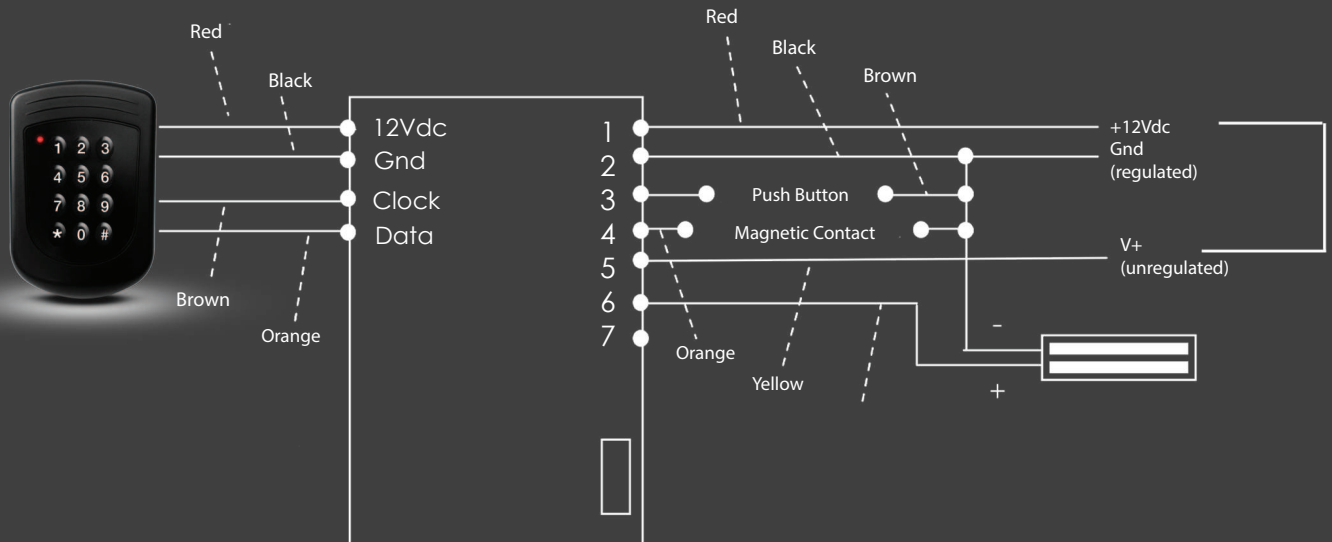 Red
Black
1 2 3
4 5 6
7 8 9
* 0 #
Brown
Orange
12Vdc
Gnd
Clock
Data
1
2
3
4
5
6
7
Red
Black
Brown
Push Button
Magnetic Contact
Orange
Yellow
+12Vdc
Gnd
(regulated)
V+
(unregulated)
-
+